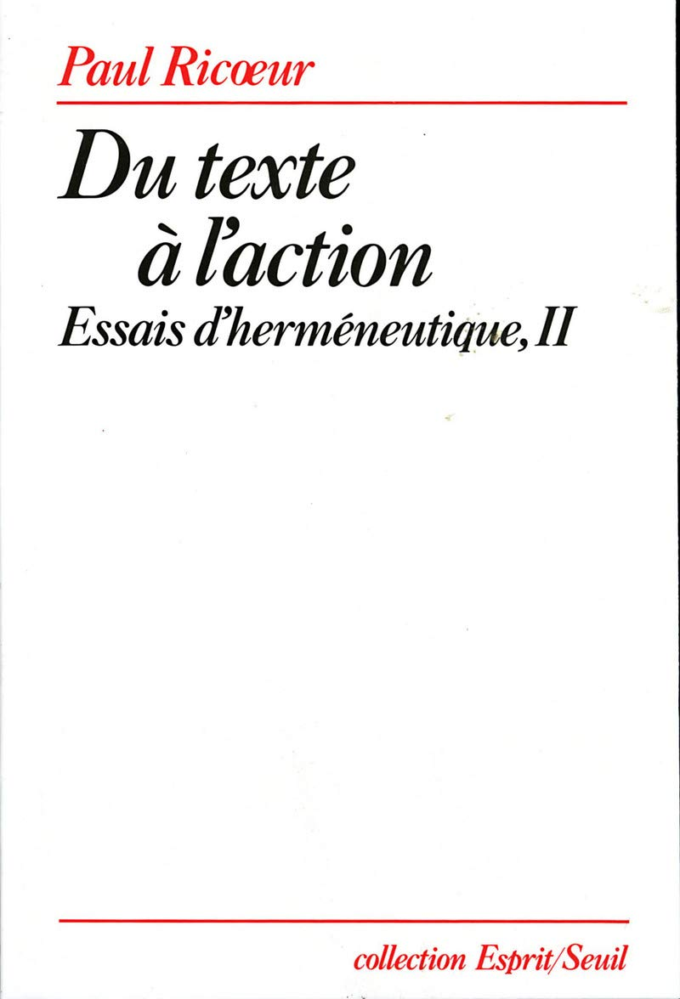 Paul Ricœur
Du texte
à l'action
Essais d'herméneutique, II
collection Esprit/Seuil